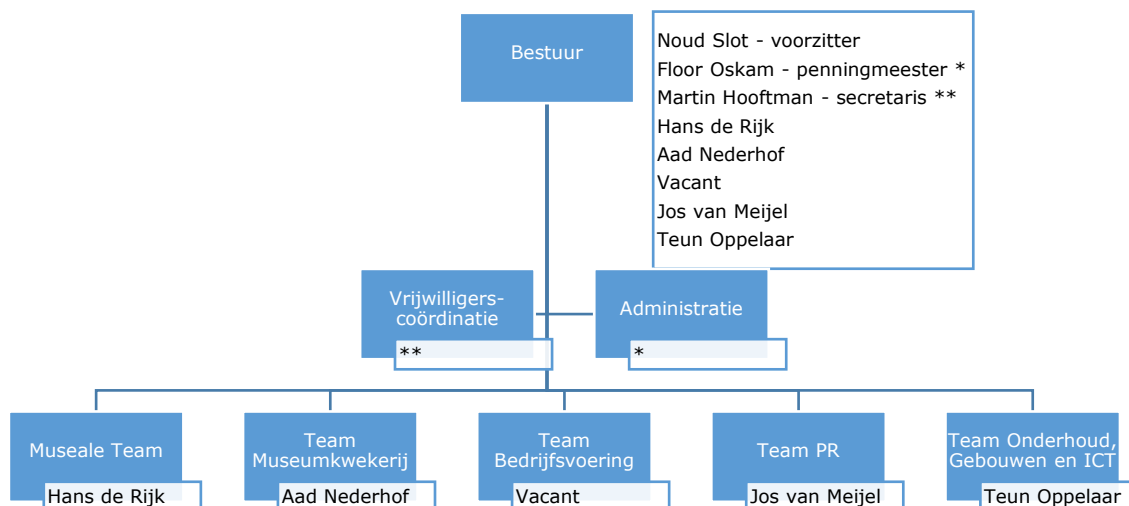 Bestuur
Noud Slot - voorzitter
Floor Oskam - penningmeester *
Martin Hooftman - secretaris **
Hans de Rijk
Aad Nederhof
Vacant
Jos van Meijel
Teun Oppelaar
Vrijwilligers-
coördinatie
**
Administratie
*
Museale Team
Hans de Rijk
Team
Museumkwekerij
Aad Nederhof
Team
Bedrijfsvoering
Vacant
Team PR
Jos van Meijel
Team Onderhoud,
Gebouwen en ICT
Teun Oppelaar